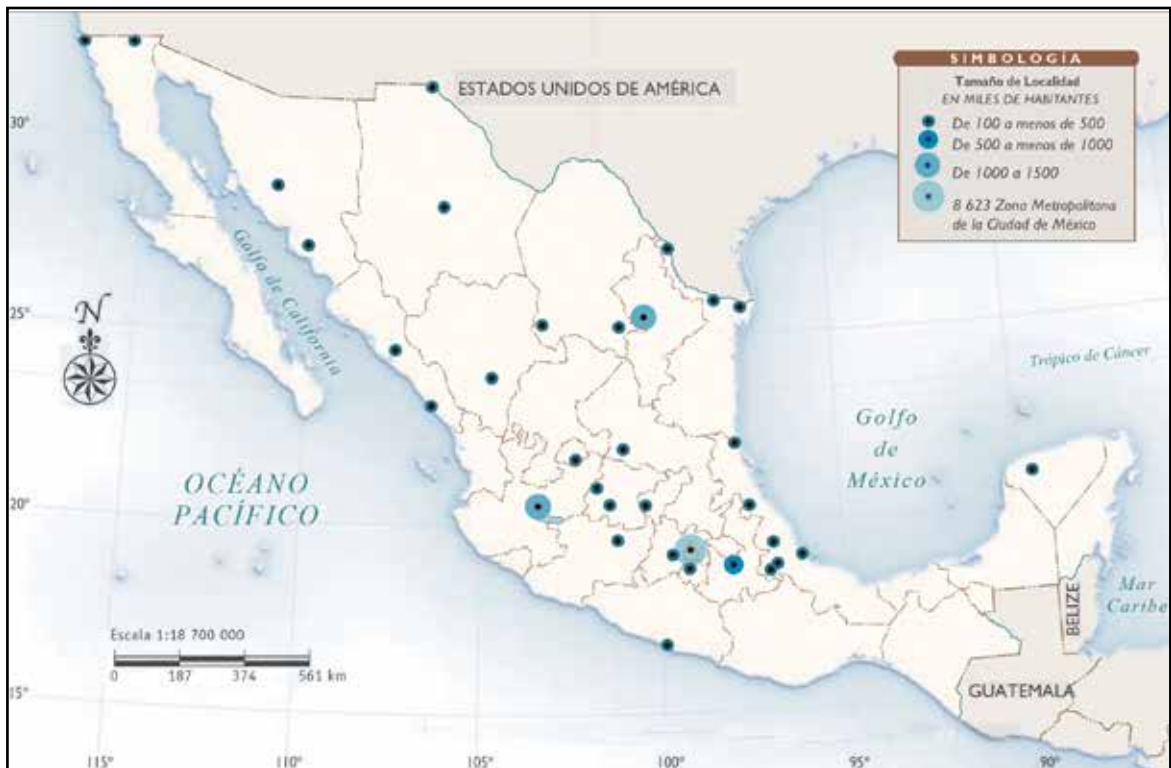 SIMBOLOGÍA
Tamaño de Localidad
EN MILES DE HABITANTES
De 100 a menos de 500
De 500 a menos de 1000
De 1000 a 1500
8 623 Zona Metropolitana
de la Ciudad de México
ESTADOS UNIDOS DE AMÉRICA
30°
Golfo de California
N
25°
Trópico de Cáncer
Golfo
de
México
OCÉANO
PACÍFICO
20°
Mar
Caribe
BELIZE
Escala 1:18 700 000
0 187 374 561 km
GUATEMALA
15°
115° 110° 105° 100° 95° 90°